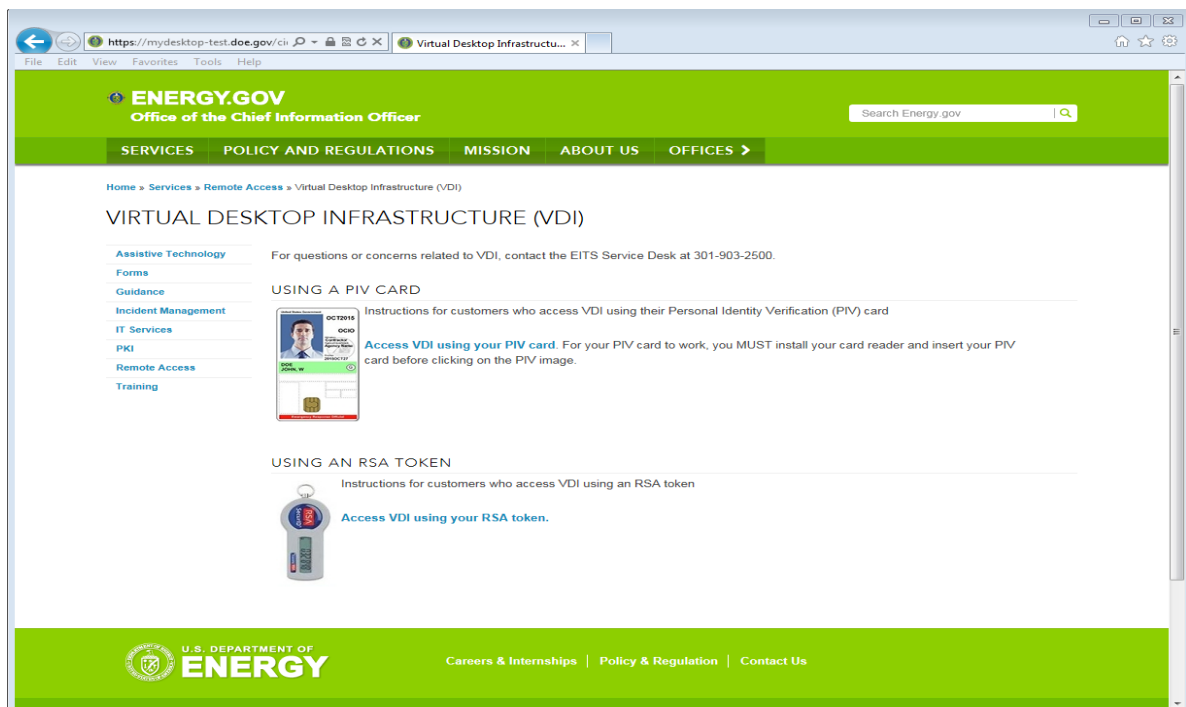 https://mydesktop-test.doe.gov/cii
Virtual Desktop Infrastructu...
File Edit View Favorites Tools Help
ENERGY.GOV
Office of the Chief Information Officer
Search Energy.gov
SERVICES POLICY AND REGULATIONS MISSION ABOUT US OFFICES
Home » Services » Remote Access » Virtual Desktop Infrastructure (VDI)
VIRTUAL DESKTOP INFRASTRUCTURE (VDI)
Assistive Technology
Forms
Guidance
Incident Management
IT Services
PKI
Remote Access
Training
For questions or concerns related to VDI, contact the EITS Service Desk at 301-903-2500.
USING A PIV CARD
OCT2015
OCIO
Contractor
Agency Name
DOE
JOHN, W
Instructions for customers who access VDI using their Personal Identity Verification (PIV) card
Access VDI using your PIV card. For your PIV card to work, you MUST install your card reader and insert your PIV
card before clicking on the PIV image.
USING AN RSA TOKEN
RSA
Instructions for customers who access VDI using an RSA token
Access VDI using your RSA token.
U.S. DEPARTMENT OF
ENERGY
Careers & Internships | Policy & Regulation | Contact Us